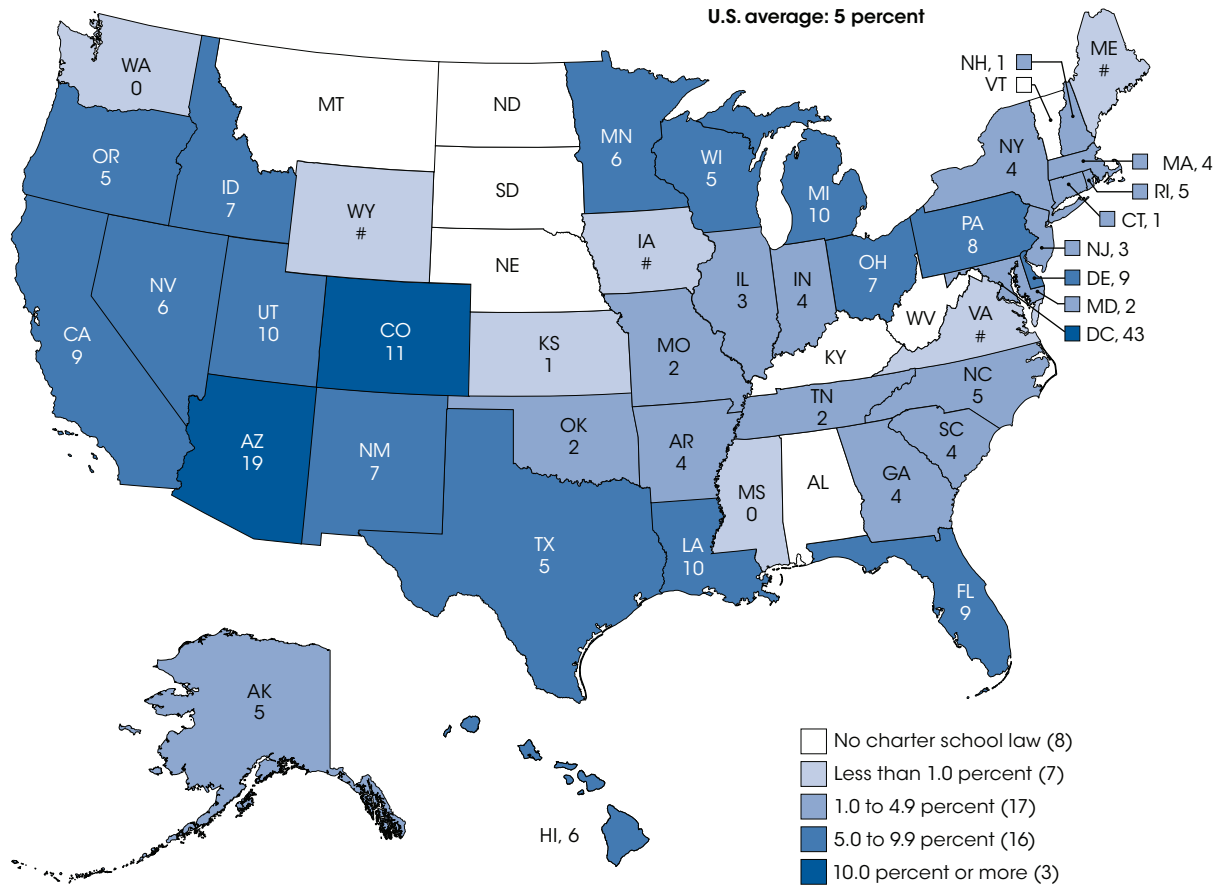 U.S. average: 5 percent
WA
0
MT
ND
MN
6
WI
5
MI
10
NH, 1
VT
ME
#
NY
4
MA, 4
RI, 5
CT, 1
NJ, 3
DE, 9
MD, 2
DC, 43
OR
5
ID
7
WY
#
SD
IA
#
NE
PA
8
OH
7
IL
3
IN
4
WV
VA
#
NV
6
UT
10
CO
11
KS
1
MO
2
KY
CA
9
NC
5
TN
2
SC
4
AZ
19
NM
7
OK
2
AR
4
MS
0
AL
GA
4
TX
5
LA
10
FL
9
AK
5
HI, 6
No charter school law (8)
Less than 1.0 percent (7)
1.0 to 4.9 percent (17)
5.0 to 9.9 percent (16)
10.0 percent or more (3)